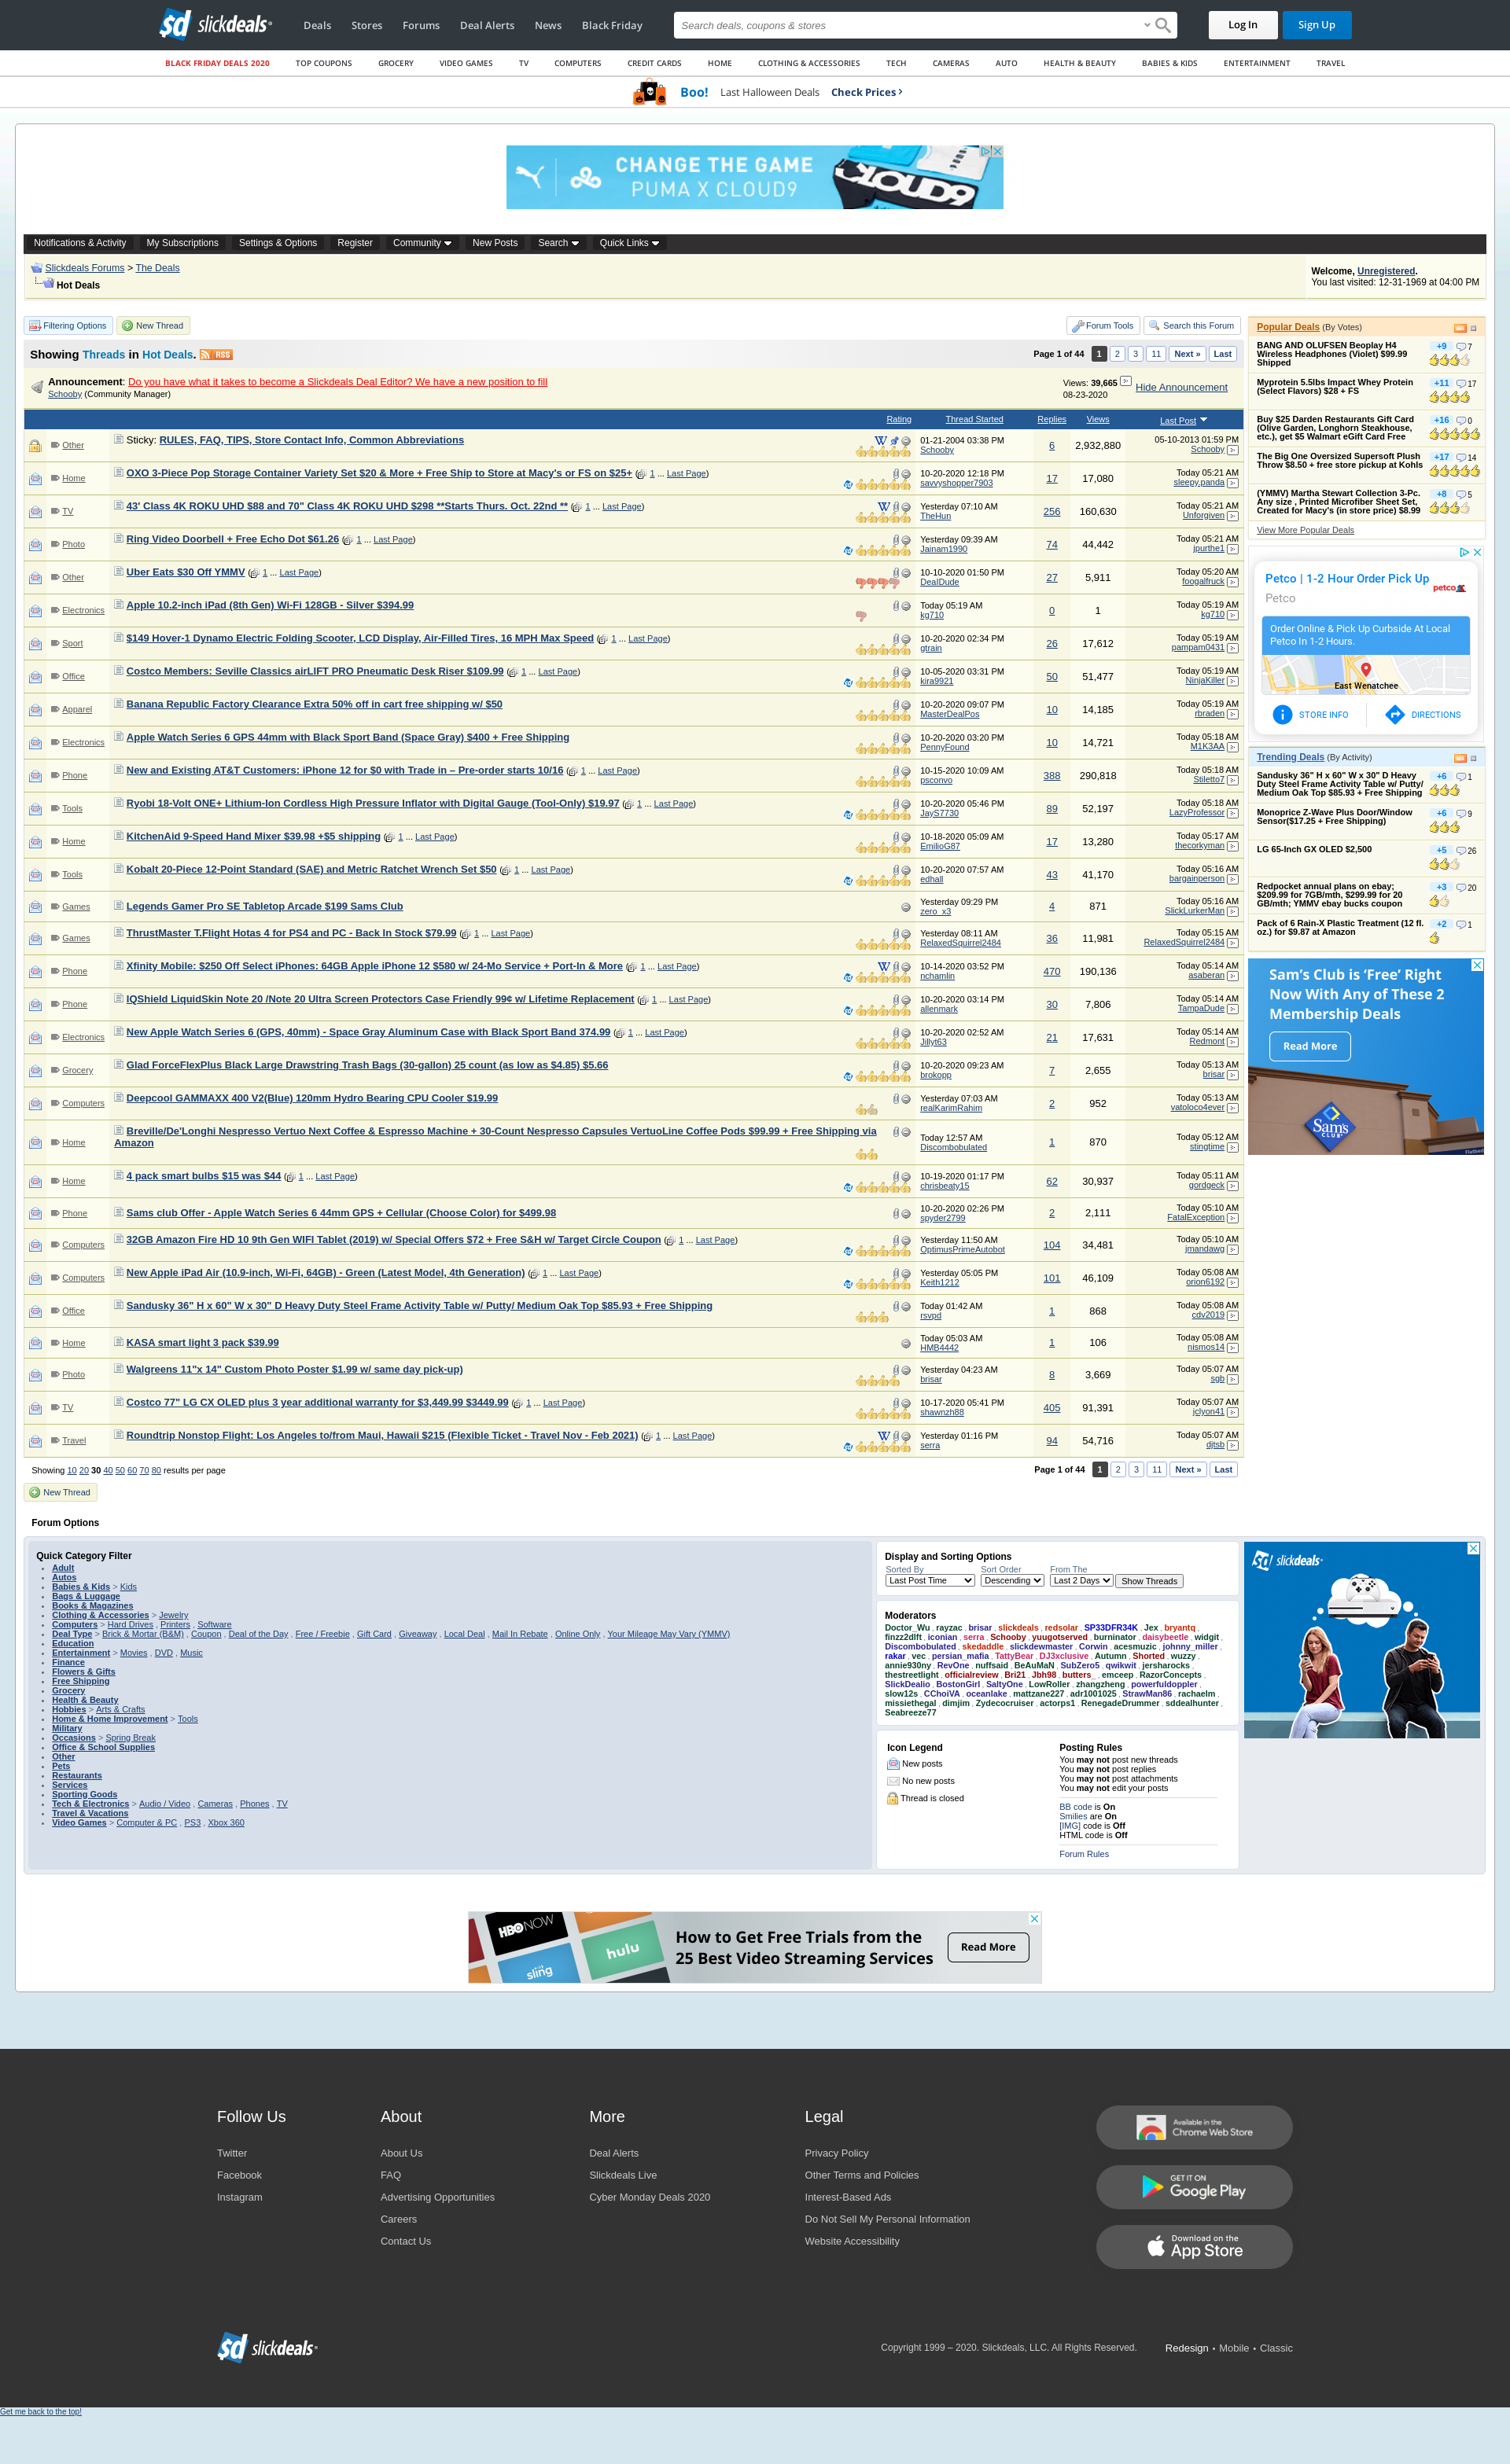 slickdeals
Deals Stores Forums Deal Alerts News Black Friday
Search deals, coupons & stores
Log In Sign Up
BLACK FRIDAY DEALS 2020 TOP COUPONS GROCERY VIDEO GAMES TV COMPUTERS CREDIT CARDS HOME CLOTHING & ACCESSORIES TECH CAMERAS AUTO HEALTH & BEAUTY BABIES & KIDS ENTERTAINMENT TRAVEL
Boo! Last Halloween Deals Check Prices ›
CHANGE THE GAME
PUMA X CLOUD9
Notifications & Activity My Subscriptions Settings & Options Register Community New Posts Search Quick Links
Slickdeals Forums > The Deals
Hot Deals
Welcome, Unregistered.
You last visited: 12-31-1969 at 04:00 PM
Filtering Options New Thread Forum Tools Search this Forum
Showing Threads in Hot Deals. RSS
Page 1 of 44 1 2 3 11 Next » Last
Announcement: Do you have what it takes to become a Slickdeals Deal Editor? We have a new position to fill
Schooby (Community Manager)
Views: 39,665
08-23-2020
Hide Announcement
Rating Thread Started Replies Views Last Post
Other Sticky: RULES, FAQ, TIPS, Store Contact Info, Common Abbreviations 01-21-2004 03:38 PM Schooby 6 2,932,880 05-10-2013 01:59 PM Schooby
Home OXO 3-Piece Pop Storage Container Variety Set $20 & More + Free Ship to Store at Macy's or FS on $25+ ( 1 ... Last Page) 10-20-2020 12:18 PM savvyshopper7903 17 17,080 Today 05:21 AM sleepy.panda
TV 43' Class 4K ROKU UHD $88 and 70" Class 4K ROKU UHD $298 **Starts Thurs. Oct. 22nd ** ( 1 ... Last Page) Yesterday 07:10 AM TheHun 256 160,630 Today 05:21 AM Unforgiven
Photo Ring Video Doorbell + Free Echo Dot $61.26 ( 1 ... Last Page) Yesterday 09:39 AM Jainam1990 74 44,442 Today 05:21 AM jpurthe1
Other Uber Eats $30 Off YMMV ( 1 ... Last Page) 10-10-2020 01:50 PM DealDude 27 5,911 Today 05:20 AM foogalfruck
Electronics Apple 10.2-inch iPad (8th Gen) Wi-Fi 128GB - Silver $394.99 Today 05:19 AM kg710 0 1 Today 05:19 AM kg710
Sport $149 Hover-1 Dynamo Electric Folding Scooter, LCD Display, Air-Filled Tires, 16 MPH Max Speed ( 1 ... Last Page) 10-20-2020 02:34 PM gtrain 26 17,612 Today 05:19 AM pampam0431
Office Costco Members: Seville Classics airLIFT PRO Pneumatic Desk Riser $109.99 ( 1 ... Last Page) 10-05-2020 03:31 PM kira9921 50 51,477 Today 05:19 AM NinjaKiller
Apparel Banana Republic Factory Clearance Extra 50% off in cart free shipping w/ $50 10-20-2020 09:07 PM MasterDealPos 10 14,185 Today 05:19 AM rbraden
Electronics Apple Watch Series 6 GPS 44mm with Black Sport Band (Space Gray) $400 + Free Shipping 10-20-2020 03:20 PM PennyFound 10 14,721 Today 05:18 AM M1K3AA
Phone New and Existing AT&T Customers: iPhone 12 for $0 with Trade in – Pre-order starts 10/16 ( 1 ... Last Page) 10-15-2020 10:09 AM psconvo 388 290,818 Today 05:18 AM Stiletto7
Tools Ryobi 18-Volt ONE+ Lithium-Ion Cordless High Pressure Inflator with Digital Gauge (Tool-Only) $19.97 ( 1 ... Last Page) 10-20-2020 05:46 PM JayS7730 89 52,197 Today 05:18 AM LazyProfessor
Home KitchenAid 9-Speed Hand Mixer $39.98 +$5 shipping ( 1 ... Last Page) 10-18-2020 05:09 AM EmilioG87 17 13,280 Today 05:17 AM thecorkyman
Tools Kobalt 20-Piece 12-Point Standard (SAE) and Metric Ratchet Wrench Set $50 ( 1 ... Last Page) 10-20-2020 07:57 AM edhall 43 41,170 Today 05:16 AM bargainperson
Games Legends Gamer Pro SE Tabletop Arcade $199 Sams Club Yesterday 09:29 PM zero_x3 4 871 Today 05:16 AM SlickLurkerMan
Games ThrustMaster T.Flight Hotas 4 for PS4 and PC - Back In Stock $79.99 ( 1 ... Last Page) Yesterday 08:11 AM RelaxedSquirrel2484 36 11,981 Today 05:15 AM RelaxedSquirrel2484
Phone Xfinity Mobile: $250 Off Select iPhones: 64GB Apple iPhone 12 $580 w/ 24-Mo Service + Port-In & More ( 1 ... Last Page) 10-14-2020 03:52 PM nchamlin 470 190,136 Today 05:14 AM asaberan
Phone IQShield LiquidSkin Note 20 /Note 20 Ultra Screen Protectors Case Friendly 99¢ w/ Lifetime Replacement ( 1 ... Last Page) 10-20-2020 03:14 PM allenmark 30 7,806 Today 05:14 AM TampaDude
Electronics New Apple Watch Series 6 (GPS, 40mm) - Space Gray Aluminum Case with Black Sport Band 374.99 ( 1 ... Last Page) 10-20-2020 02:52 AM Jillyt63 21 17,631 Today 05:14 AM Redmont
Grocery Glad ForceFlexPlus Black Large Drawstring Trash Bags (30-gallon) 25 count (as low as $4.85) $5.66 10-20-2020 09:23 AM brokopp 7 2,655 Today 05:13 AM brisar
Computers Deepcool GAMMAXX 400 V2(Blue) 120mm Hydro Bearing CPU Cooler $19.99 Yesterday 07:03 AM realKarimRahim 2 952 Today 05:13 AM vatoloco4ever
Home Breville/De'Longhi Nespresso Vertuo Next Coffee & Espresso Machine + 30-Count Nespresso Capsules VertuoLine Coffee Pods $99.99 + Free Shipping via Amazon Today 12:57 AM Discombobulated 1 870 Today 05:12 AM stingtime
Home 4 pack smart bulbs $15 was $44 ( 1 ... Last Page) 10-19-2020 01:17 PM chrisbeaty15 62 30,937 Today 05:11 AM gordgeck
Phone Sams club Offer - Apple Watch Series 6 44mm GPS + Cellular (Choose Color) for $499.98 10-20-2020 02:26 PM spyder2799 2 2,111 Today 05:10 AM FatalException
Computers 32GB Amazon Fire HD 10 9th Gen WIFI Tablet (2019) w/ Special Offers $72 + Free S&H w/ Target Circle Coupon ( 1 ... Last Page) Yesterday 11:50 AM OptimusPrimeAutobot 104 34,481 Today 05:10 AM jmandawg
Computers New Apple iPad Air (10.9-inch, Wi-Fi, 64GB) - Green (Latest Model, 4th Generation) ( 1 ... Last Page) Yesterday 05:05 PM Keith1212 101 46,109 Today 05:08 AM orion6192
Office Sandusky 36" H x 60" W x 30" D Heavy Duty Steel Frame Activity Table w/ Putty/ Medium Oak Top $85.93 + Free Shipping Today 01:42 AM rsvpd 1 868 Today 05:08 AM cdv2019
Home KASA smart light 3 pack $39.99 Today 05:03 AM HMB4442 1 106 Today 05:08 AM nismos14
Photo Walgreens 11"x 14" Custom Photo Poster $1.99 w/ same day pick-up) Yesterday 04:23 AM brisar 8 3,669 Today 05:07 AM sgb
TV Costco 77" LG CX OLED plus 3 year additional warranty for $3,449.99 $3449.99 ( 1 ... Last Page) 10-17-2020 05:41 PM shawnzh88 405 91,391 Today 05:07 AM jclyon41
Travel Roundtrip Nonstop Flight: Los Angeles to/from Maui, Hawaii $215 (Flexible Ticket - Travel Nov - Feb 2021) ( 1 ... Last Page) Yesterday 01:16 PM serra 94 54,716 Today 05:07 AM djtsb
Showing 10 20 30 40 50 60 70 80 results per page
Page 1 of 44 1 2 3 11 Next » Last
New Thread
Popular Deals (By Votes)
BANG AND OLUFSEN Beoplay H4 Wireless Headphones (Violet) $99.99 Shipped +9 7
Myprotein 5.5lbs Impact Whey Protein (Select Flavors) $28 + FS +11 17
Buy $25 Darden Restaurants Gift Card (Olive Garden, Longhorn Steakhouse, etc.), get $5 Walmart eGift Card Free +16 0
The Big One Oversized Supersoft Plush Throw $8.50 + free store pickup at Kohls +17 14
(YMMV) Martha Stewart Collection 3-Pc. Any size , Printed Microfiber Sheet Set, Created for Macy's (in store price) $8.99 +8 5
View More Popular Deals
Petco | 1-2 Hour Order Pick Up
Petco
petco
Order Online & Pick Up Curbside At Local Petco In 1-2 Hours.
East Wenatchee
STORE INFO DIRECTIONS
Trending Deals (By Activity)
Sandusky 36" H x 60" W x 30" D Heavy Duty Steel Frame Activity Table w/ Putty/ Medium Oak Top $85.93 + Free Shipping +6 1
Monoprice Z-Wave Plus Door/Window Sensor($17.25 + Free Shipping) +6 9
LG 65-Inch GX OLED $2,500 +5 26
Redpocket annual plans on ebay; $209.99 for 7GB/mth, $299.99 for 20 GB/mth; YMMV ebay bucks coupon +3 20
Pack of 6 Rain-X Plastic Treatment (12 fl. oz.) for $9.87 at Amazon +2 1
Sam's Club is 'Free' Right
Now With Any of These 2
Membership Deals
Read More
Sam's CLUB
Forum Options
Quick Category Filter
Adult
Autos
Babies & Kids > Kids
Bags & Luggage
Books & Magazines
Clothing & Accessories > Jewelry
Computers > Hard Drives , Printers , Software
Deal Type > Brick & Mortar (B&M) , Coupon , Deal of the Day , Free / Freebie , Gift Card , Giveaway , Local Deal , Mail In Rebate , Online Only , Your Mileage May Vary (YMMV)
Education
Entertainment > Movies , DVD , Music
Finance
Flowers & Gifts
Free Shipping
Grocery
Health & Beauty
Hobbies > Arts & Crafts
Home & Home Improvement > Tools
Military
Occasions > Spring Break
Office & School Supplies
Other
Pets
Restaurants
Services
Sporting Goods
Tech & Electronics > Audio / Video , Cameras , Phones , TV
Travel & Vacations
Video Games > Computer & PC , PS3 , Xbox 360
Display and Sorting Options
Sorted By Sort Order From The
Last Post Time Descending Last 2 Days Show Threads
Moderators
Doctor_Wu , rayzac , brisar , slickdeals , redsolar , SP33DFR34K , Jex , bryantq ,
finzz2dlft , iconian , serra , Schooby , yuugotserved , burninator , daisybeetle , widgit ,
Discombobulated , skedaddle , slickdewmaster , Corwin , acesmuzic , johnny_miller ,
rakar , vec , persian_mafia , TattyBear , DJ3xclusive , Autumn , Shorted , wuzzy ,
annie930ny , RevOne , nuffsaid , BeAuMaN , SubZero5 , qwikwit , jersharocks ,
thestreetlight , officialreview , Bri21 , Jbh98 , butters_ , emceep , RazorConcepts ,
SlickDealio , BostonGirl , SaltyOne , LowRoller , zhangzheng , powerfuldoppler ,
slow12s , CChoiVA , oceanlake , mattzane227 , adr1001025 , StrawMan86 , rachaelm ,
missiethegal , dimjim , Zydecocruiser , actorps1 , RenegadeDrummer , sddealhunter ,
Seabreeze77
Icon Legend
New posts
No new posts
Thread is closed
Posting Rules
You may not post new threads
You may not post replies
You may not post attachments
You may not edit your posts
BB code is On
Smilies are On
[IMG] code is Off
HTML code is Off
Forum Rules
slickdeals
HBO NOW
sling
hulu
How to Get Free Trials from the
25 Best Video Streaming Services
Read More
Follow Us
Twitter
Facebook
Instagram
About
About Us
FAQ
Advertising Opportunities
Careers
Contact Us
More
Deal Alerts
Slickdeals Live
Cyber Monday Deals 2020
Legal
Privacy Policy
Other Terms and Policies
Interest-Based Ads
Do Not Sell My Personal Information
Website Accessibility
Available in the
Chrome Web Store
GET IT ON
Google Play
Download on the
App Store
slickdeals
Copyright 1999 – 2020. Slickdeals, LLC. All Rights Reserved.
Redesign • Mobile • Classic
Get me back to the top!